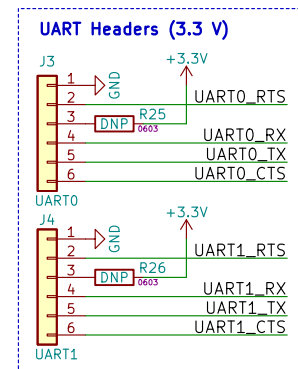 UART Headers (3.3 V)
J3
+3.3V
1
GND
2
UART0_RTS
R25
3
DNP
0603
4
UART0_RX
5
UART0_TX
6
UART0_CTS
UART0
J4
+3.3V
1
GND
2
UART1_RTS
R26
3
DNP
0603
4
UART1_RX
5
UART1_TX
6
UART1_CTS
UART1